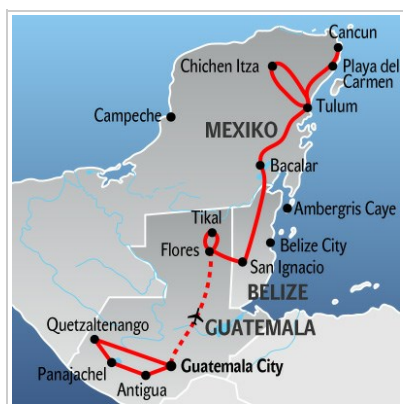 Cancun
Chichen Itza
Playa del
Carmen
Campeche
Tulum
MEXIKO
Bacalar
Tikal
Ambergris Caye
Flores
Belize City
San Ignacio
BELIZE
GUATEMALA
Quetzaltenango
Panajachel
Guatemala City
Antigua